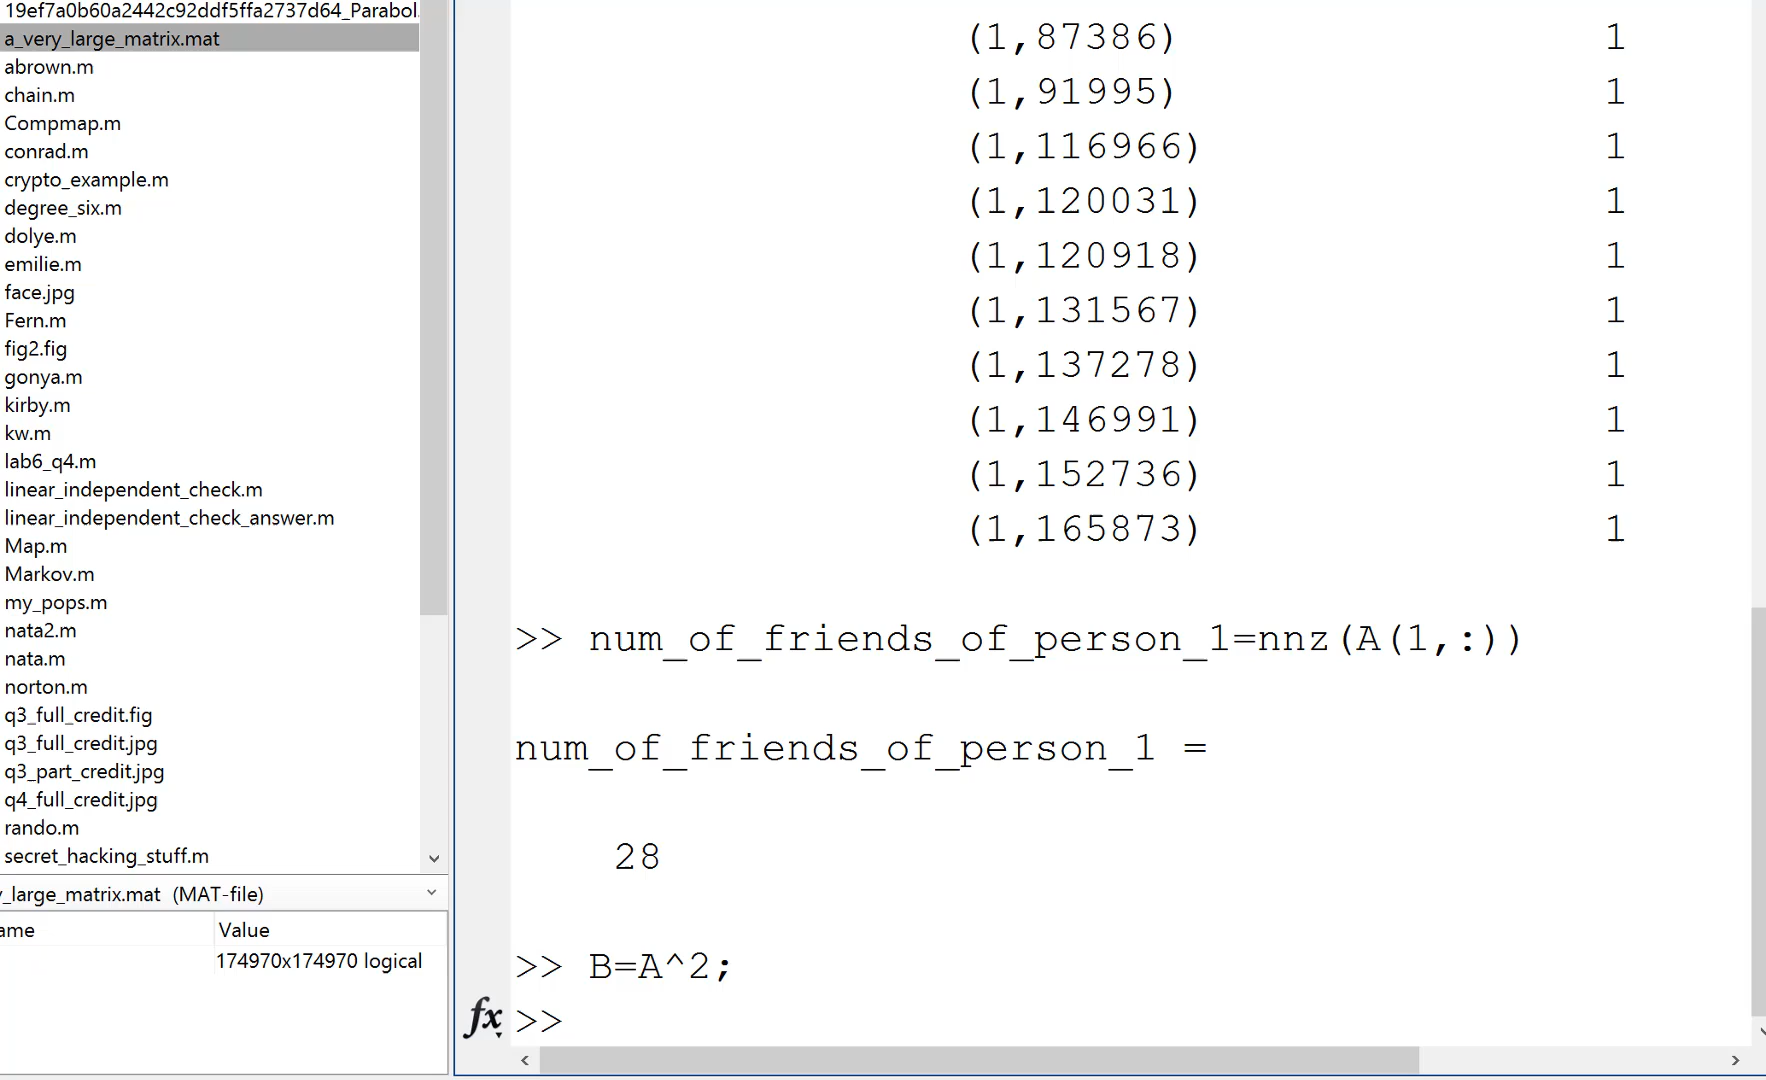 19ef7a0b60a2442c92ddf5ffa2737d64_Parabol.
a_very_large_matrix.mat
abrown.m
chain.m
Compmap.m
conrad.m
crypto_example.m
degree_six.m
dolye.m
emilie.m
face.jpg
Fern.m
fig2.fig
gonya.m
kirby.m
kw.m
lab6_q4.m
linear_independent_check.m
linear_independent_check_answer.m
Map.m
Markov.m
my_pops.m
nata2.m
nata.m
norton.m
q3_full_credit.fig
q3_full_credit.jpg
q3_part_credit.jpg
q4_full_credit.jpg
rando.m
secret_hacking_stuff.m
_large_matrix.mat (MAT-file)
ame Value
174970x174970 logical
(1,87386) 1
(1,91995) 1
(1,116966) 1
(1,120031) 1
(1,120918) 1
(1,131567) 1
(1,137278) 1
(1,146991) 1
(1,152736) 1
(1,165873) 1
>> num_of_friends_of_person_1=nnz(A(1,:))
num_of_friends_of_person_1 =
28
>> B=A^2;
fx >>